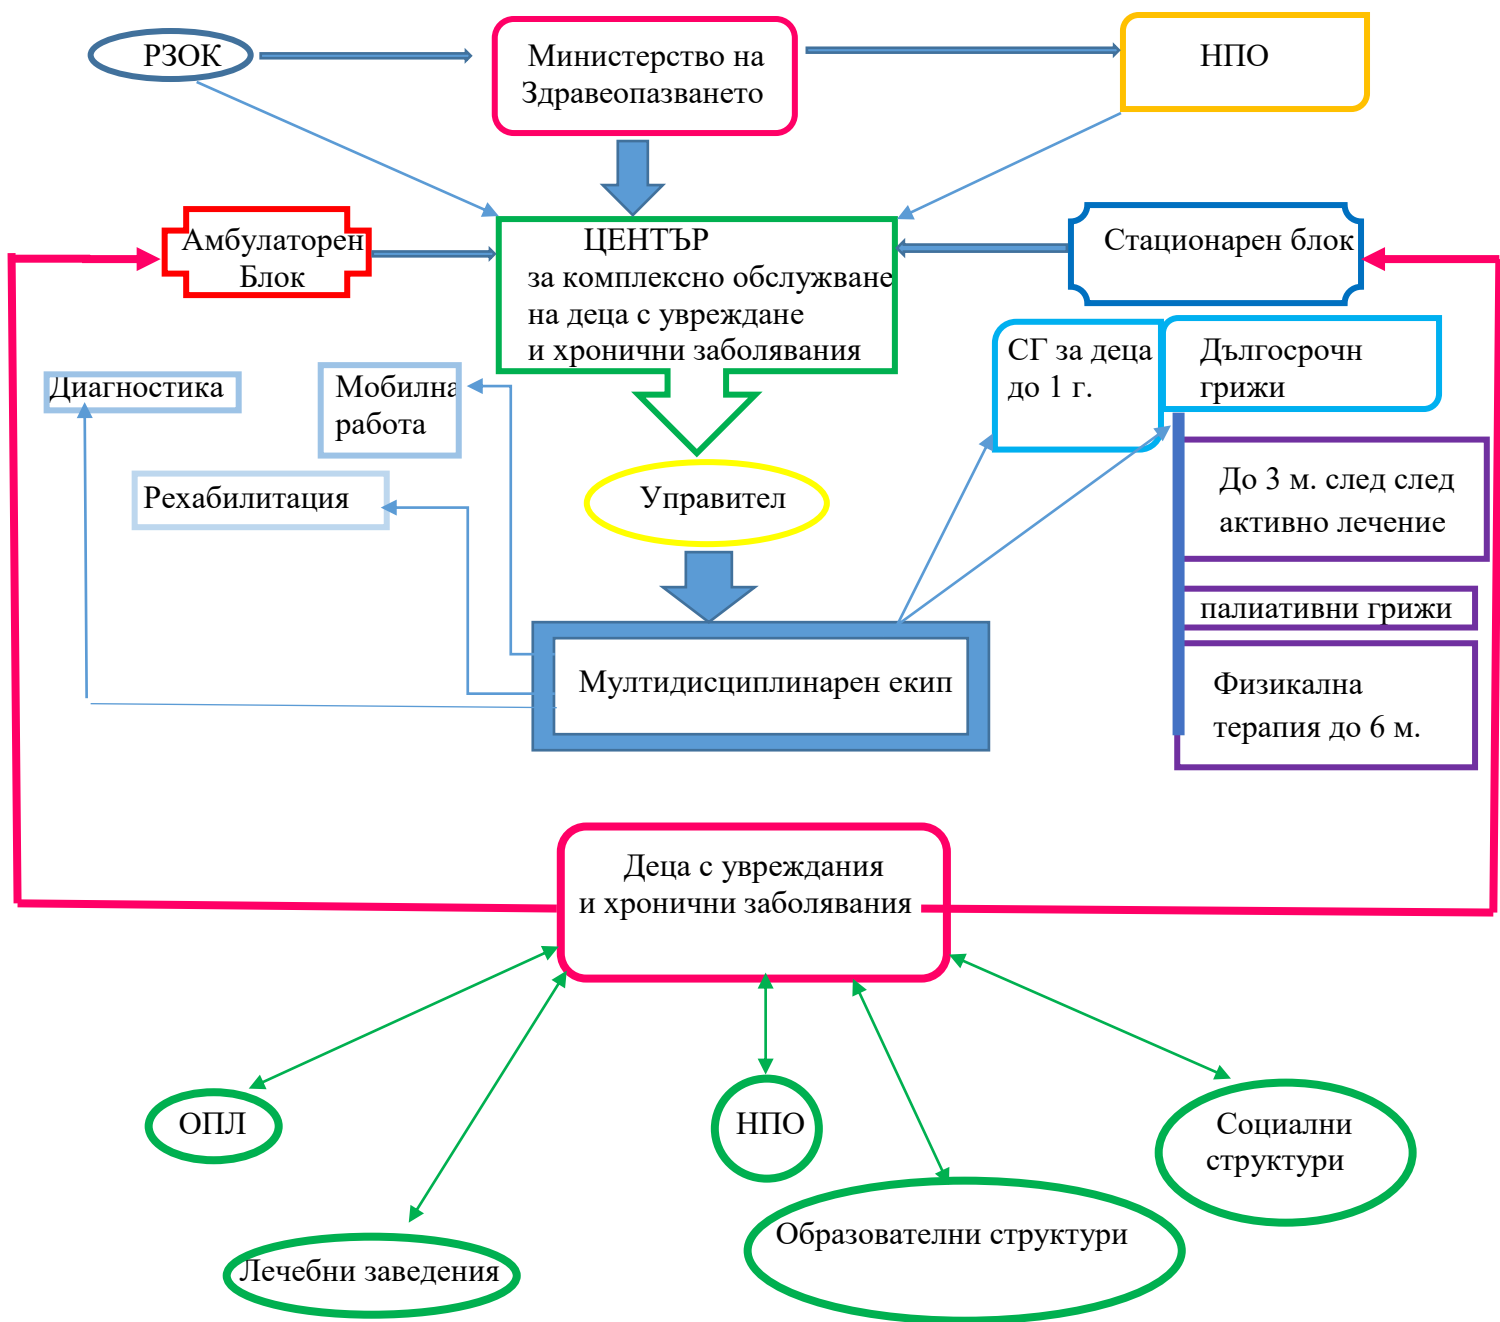 РЗОК
Министерство на
Здравеопазването
НПО
Амбулаторен
Блок
ЦЕНТЪР
за комплексно обслужване
на деца с увреждане
и хронични заболявания
Стационарен блок
СГ за деца
до 1 г.
Дългосрочн
грижи
Диагностика
Мобилна
работа
Рехабилитация
Управител
До 3 м. след след
активно лечение
палиативни грижи
Физикална
терапия до 6 м.
Мултидисциплинарен екип
Деца с увреждания
и хронични заболявания
ОПЛ
НПО
Социални
структури
Образователни структури
Лечебни заведения